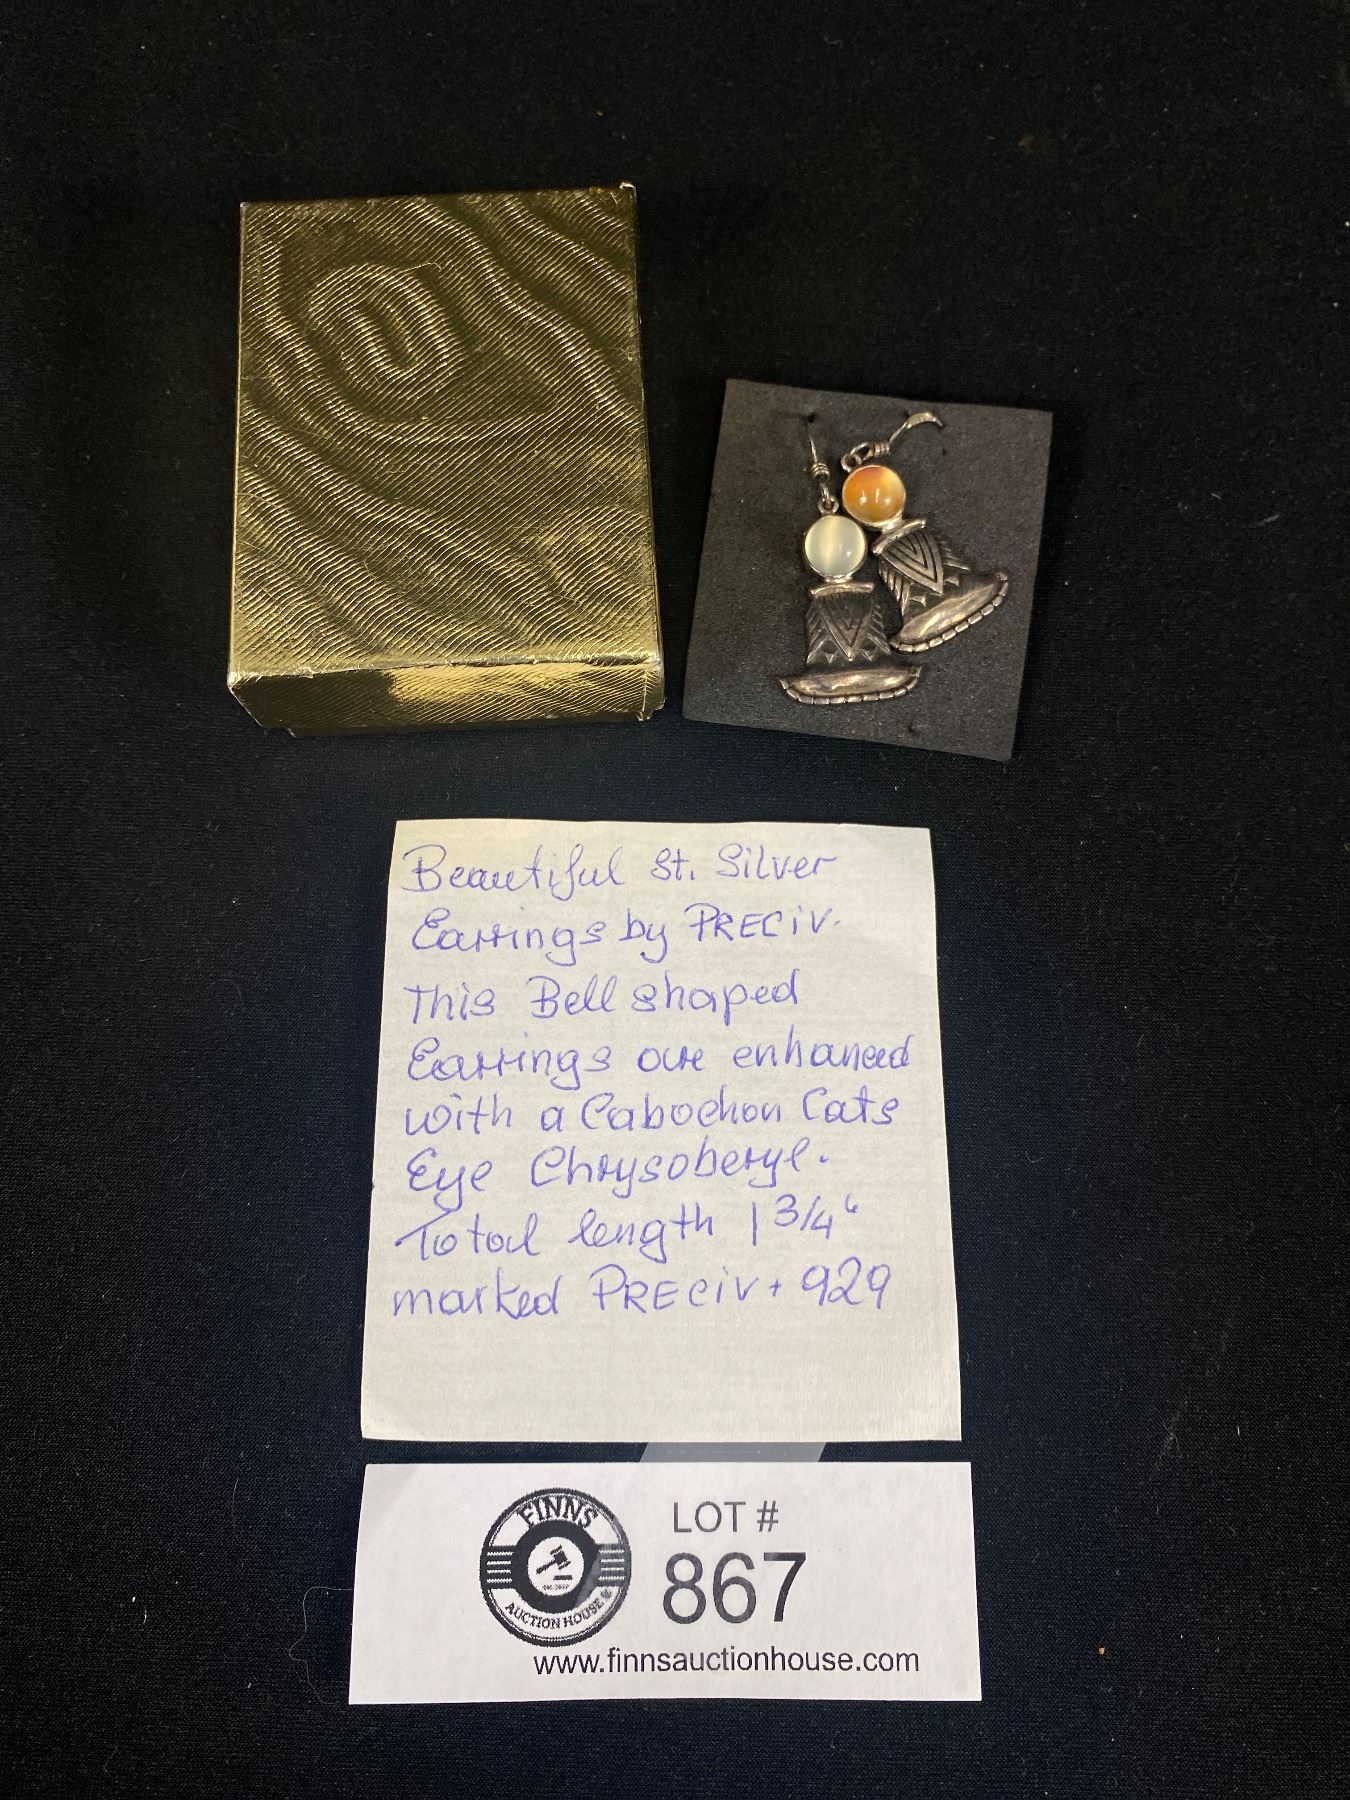 Beautiful St. Silver
Earrings by PRECiV.
This Bell shaped
Earrings are enhanced
with a Cabochon Cats
Eye Chrysoberyl.
Total length 1 3/4"
marked PRECiV + 929
FINNS
AUCTION HOUSE
LOT #
867
www.finnsauctionhouse.com